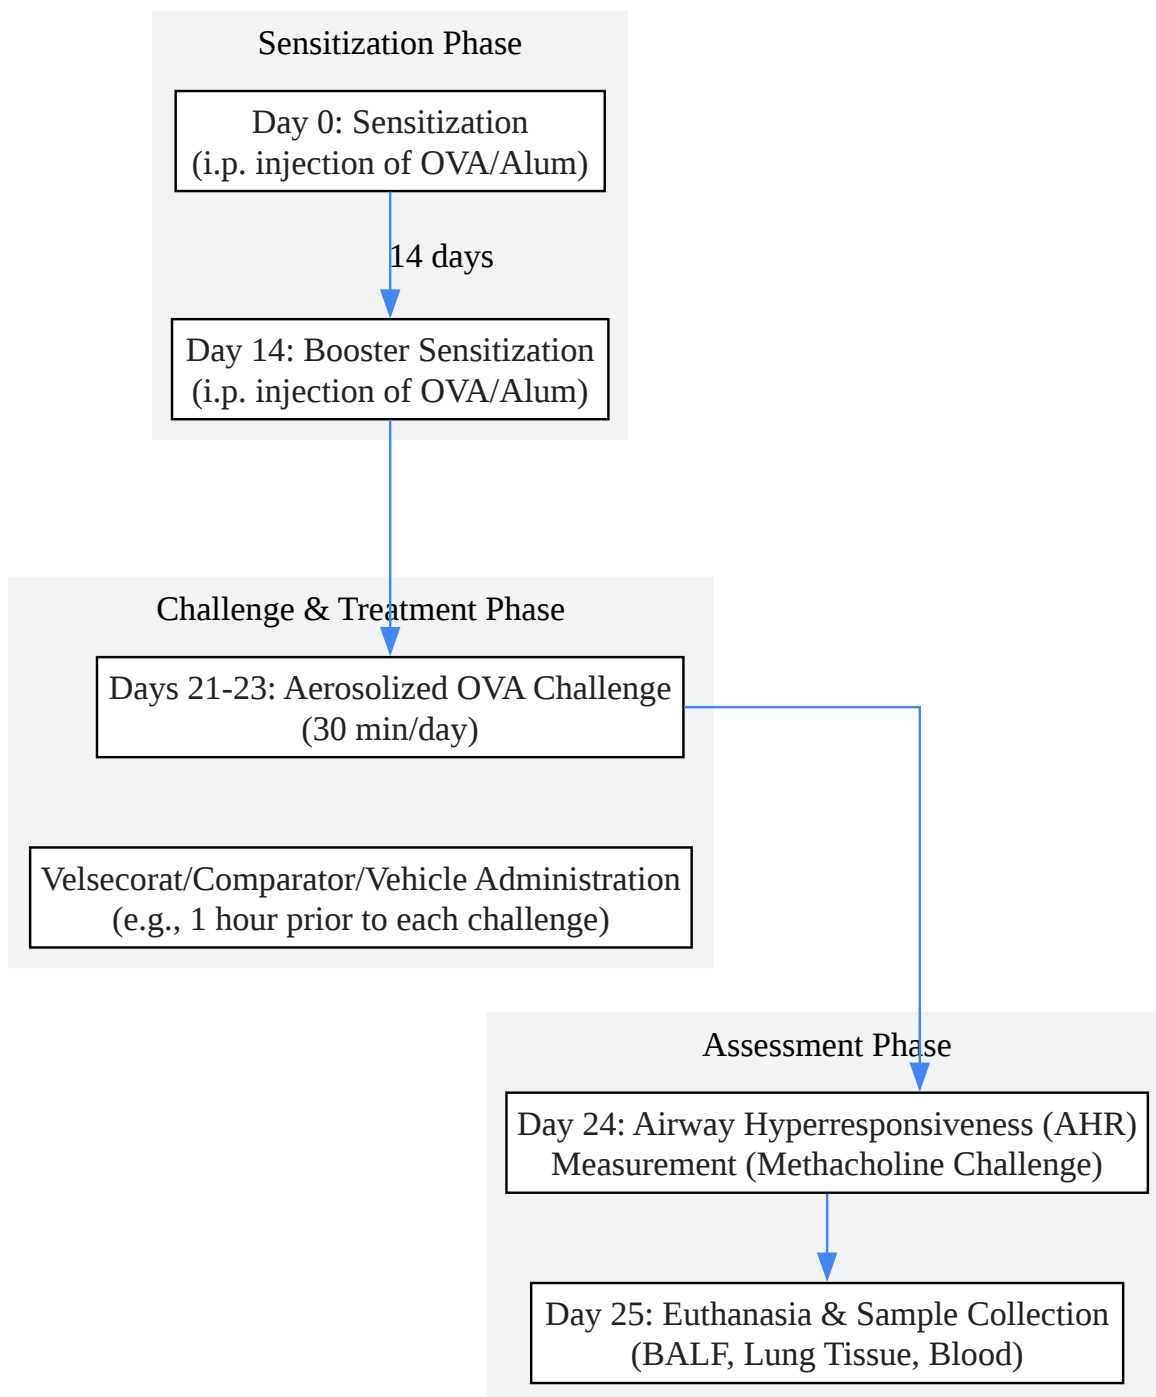 Sensitization Phase
Day 0: Sensitization
(i.p. injection of OVA/Alum)
14 days
Day 14: Booster Sensitization
(i.p. injection of OVA/Alum)
Challenge & Treatment Phase
Days 21-23: Aerosolized OVA Challenge
(30 min/day)
Velsecorat/Comparator/Vehicle Administration
(e.g., 1 hour prior to each challenge)
Assessment Phase
Day 24: Airway Hyperresponsiveness (AHR)
Measurement (Methacholine Challenge)
Day 25: Euthanasia & Sample Collection
(BALF, Lung Tissue, Blood)